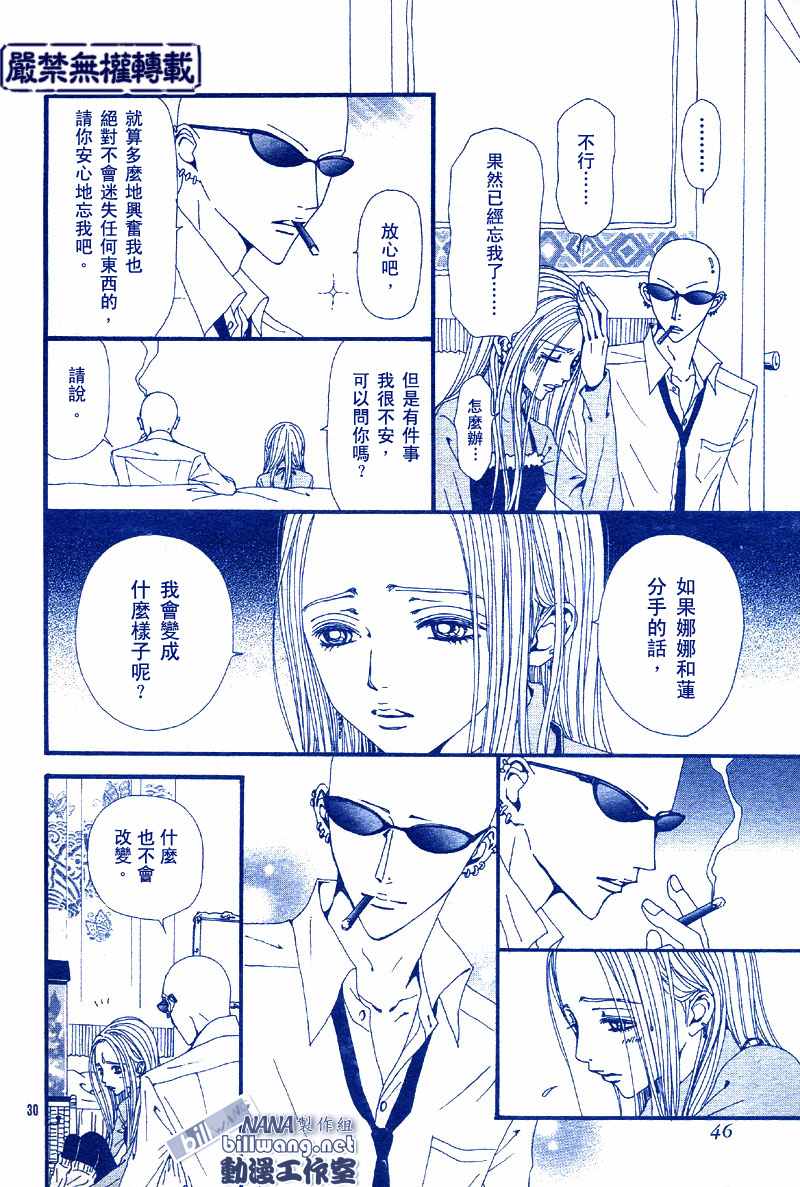 嚴禁無權轉載
………
不行……
果然已經忘我了……
怎麼辦…
放心吧，
就算多麼地興奮我也
絕對不會迷失任何東西的，
請你安心地忘我吧。
但是有件事
我很不安，
可以問你嗎？
請說。
如果娜娜和蓮
分手的話，
我會變成
什麼樣子呢？
什麼
也不會
改變。
30
46
NANA製作組
billwang
billwang.net
動漫工作室